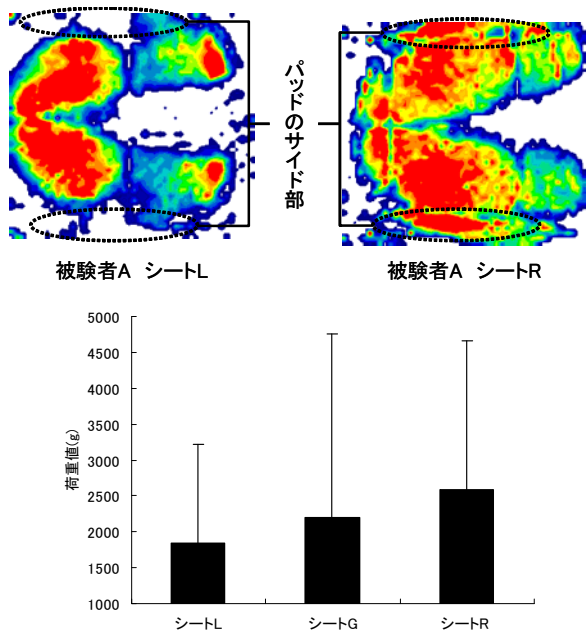 パッドのサイド部
被験者A シートL
被験者A シートR
荷重値(g)
5000
4500
4000
3500
3000
2500
2000
1500
1000
シートL
シートG
シートR